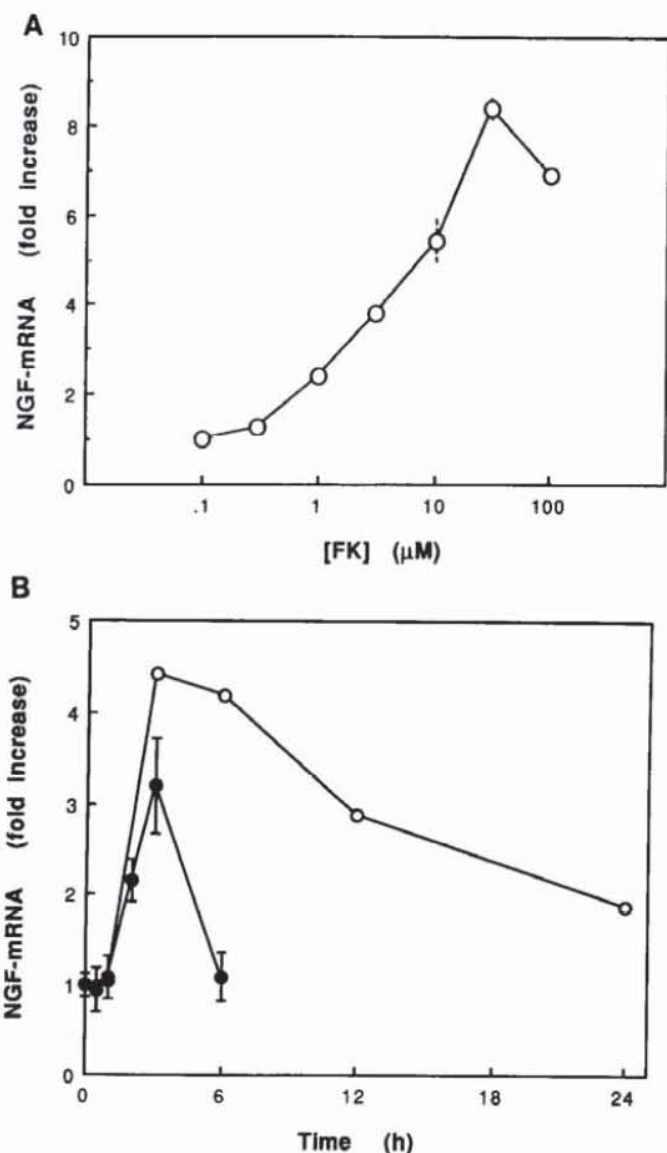 A
10
8
6
4
2
0
NGF-mRNA (fold increase)
.1 1 10 100
[FK] (μM)
B
5
4
3
2
1
0
NGF-mRNA (fold increase)
0 6 12 18 24
Time (h)